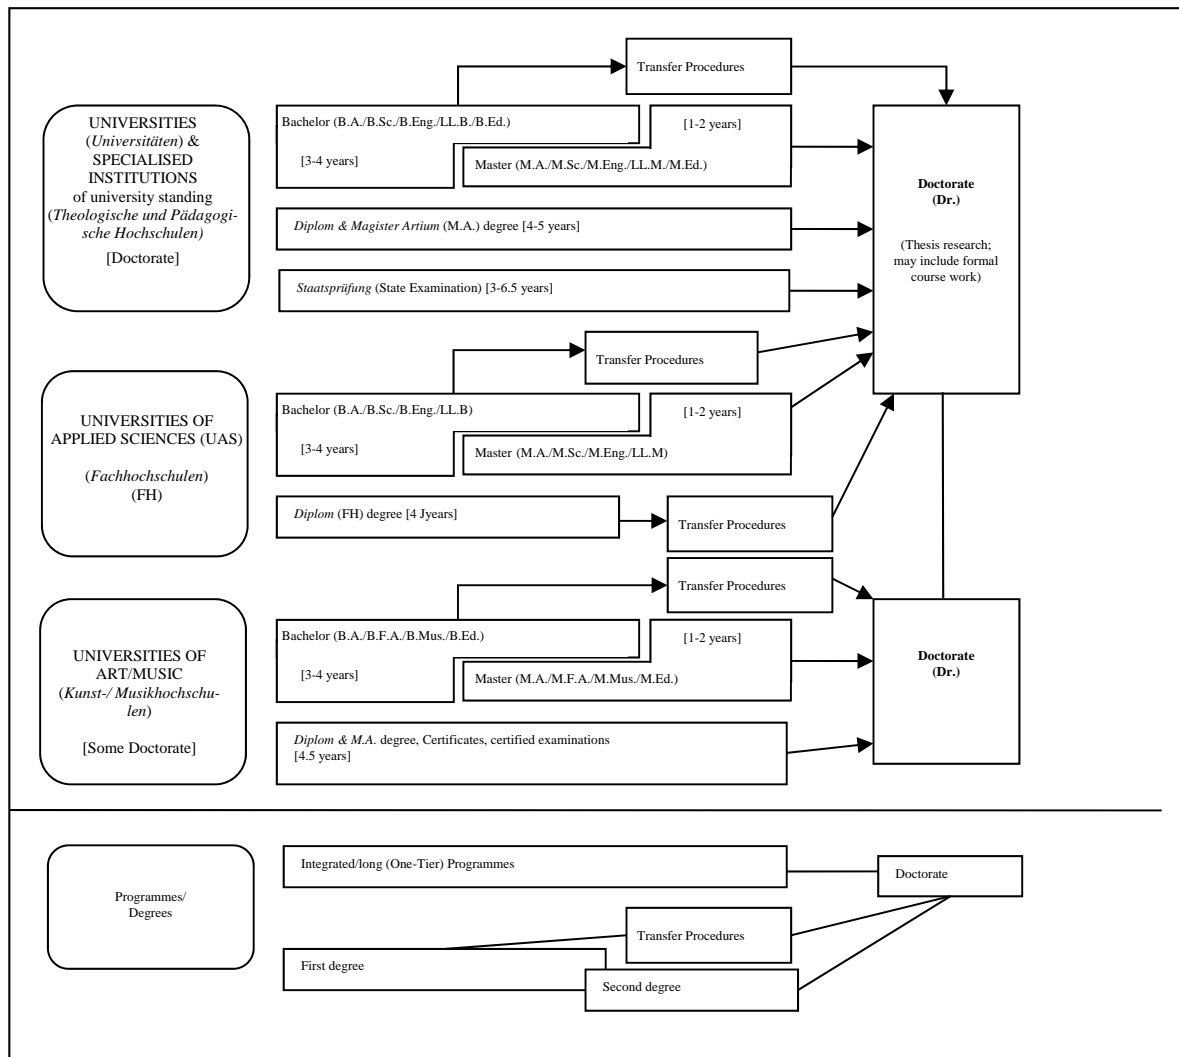 Transfer Procedures
UNIVERSITIES
(Universitäten) &
SPECIALISED
INSTITUTIONS
of university standing
(Theologische und Pädagogi-
sche Hochschulen)
[Doctorate]
Bachelor (B.A./B.Sc./B.Eng./LL.B./B.Ed.)
[3-4 years]
[1-2 years]
Master (M.A./M.Sc./M.Eng./LL.M./M.Ed.)
Diplom & Magister Artium (M.A.) degree [4-5 years]
Staatsprüfung (State Examination) [3-6.5 years]
Doctorate
(Dr.)
(Thesis research;
may include formal
course work)
Transfer Procedures
UNIVERSITIES OF
APPLIED SCIENCES (UAS)
(Fachhochschulen)
(FH)
Bachelor (B.A./B.Sc./B.Eng./LL.B)
[3-4 years]
[1-2 years]
Master (M.A./M.Sc./M.Eng./LL.M)
Diplom (FH) degree [4 Jyears]
Transfer Procedures
Transfer Procedures
UNIVERSITIES OF
ART/MUSIC
(Kunst-/ Musikhochschu-
len)
[Some Doctorate]
Bachelor (B.A./B.F.A./B.Mus./B.Ed.)
[3-4 years]
[1-2 years]
Master (M.A./M.F.A./M.Mus./M.Ed.)
Diplom & M.A. degree, Certificates, certified examinations
[4.5 years]
Doctorate
(Dr.)
Programmes/
Degrees
Integrated/long (One-Tier) Programmes
Doctorate
Transfer Procedures
First degree
Second degree